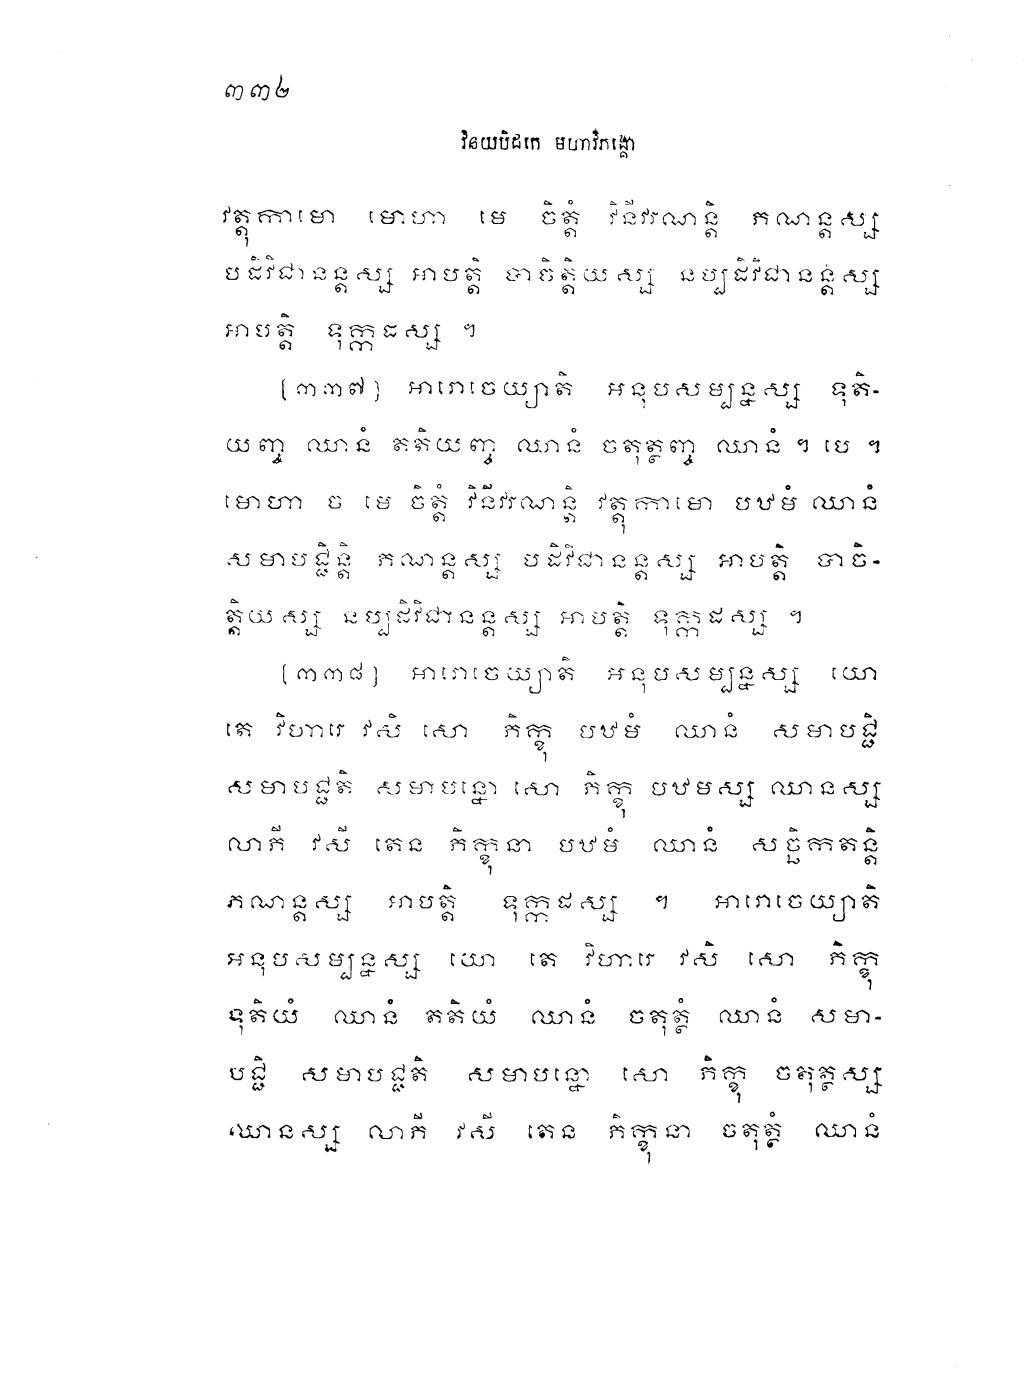 ៣៣២
វិនយបិដកេ មហាវិភង្គោ
វត្តុកាមោ មោហា មេ ចិត្តំ វិនីវរណន្តិ ភណន្តស្ស
បដិវិជានន្តស្ស អាបត្តិ បាចិត្តិយស្ស នប្បដិវិជានន្តស្ស
អាបត្តិ ទុក្កដស្ស ។
[៣៣៧] អារោចេយ្យាតិ អនុបសម្បន្នស្ស ទុតិ-
យញ្ច ឈានំ តតិយញ្ច ឈានំ ចតុត្ថញ្ច ឈានំ ។ បេ ។
មោហា ច មេ ចិត្តំ វិនីវរណន្តិ វត្តុកាមោ បឋមំ ឈានំ
សមាបជ្ជិន្តិ ភណន្តស្ស បដិវិជានន្តស្ស អាបត្តិ បាចិ-
ត្តិយស្ស នប្បដិវិជានន្តស្ស អាបត្តិ ទុក្កដស្ស ។
[៣៣៨] អារោចេយ្យាតិ អនុបសម្បន្នស្ស យោ
តេ វិហារេ វសិ សោ ភិក្ខុ បឋមំ ឈានំ សមាបជ្ជិ
សមាបជ្ជតិ សមាបន្នោ សោ ភិក្ខុ បឋមស្ស ឈានស្ស
លាភី វសី តេន ភិក្ខុនា បឋមំ ឈានំ សច្ឆិកតន្តិ
ភណន្តស្ស អាបត្តិ ទុក្កដស្ស ។ អារោចេយ្យាតិ
អនុបសម្បន្នស្ស យោ តេ វិហារេ វសិ សោ ភិក្ខុ
ទុតិយំ ឈានំ តតិយំ ឈានំ ចតុត្ថំ ឈានំ សមា-
បជ្ជិ សមាបជ្ជតិ សមាបន្នោ សោ ភិក្ខុ ចតុត្ថស្ស
ឈានស្ស លាភី វសី តេន ភិក្ខុនា ចតុត្ថំ ឈានំ